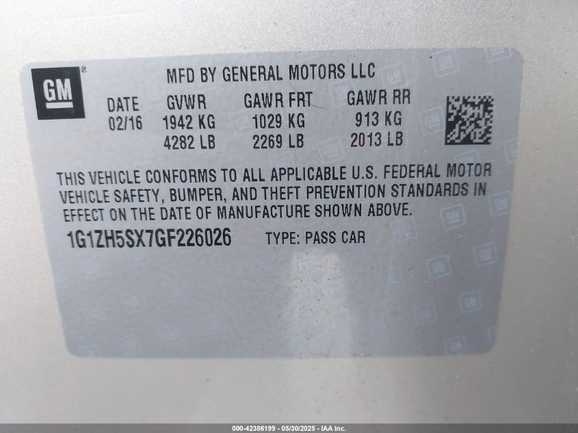 GM ®
MFD BY GENERAL MOTORS LLC
DATE GVWR GAWR FRT GAWR RR
02/16 1942 KG 1029 KG 913 KG
4282 LB 2269 LB 2013 LB
THIS VEHICLE CONFORMS TO ALL APPLICABLE U.S. FEDERAL MOTOR
VEHICLE SAFETY, BUMPER, AND THEFT PREVENTION STANDARDS IN
EFFECT ON THE DATE OF MANUFACTURE SHOWN ABOVE.
1G1ZH5SX7GF226026 TYPE: PASS CAR
000-42386199 — 05/30/2025 — IAA Inc.